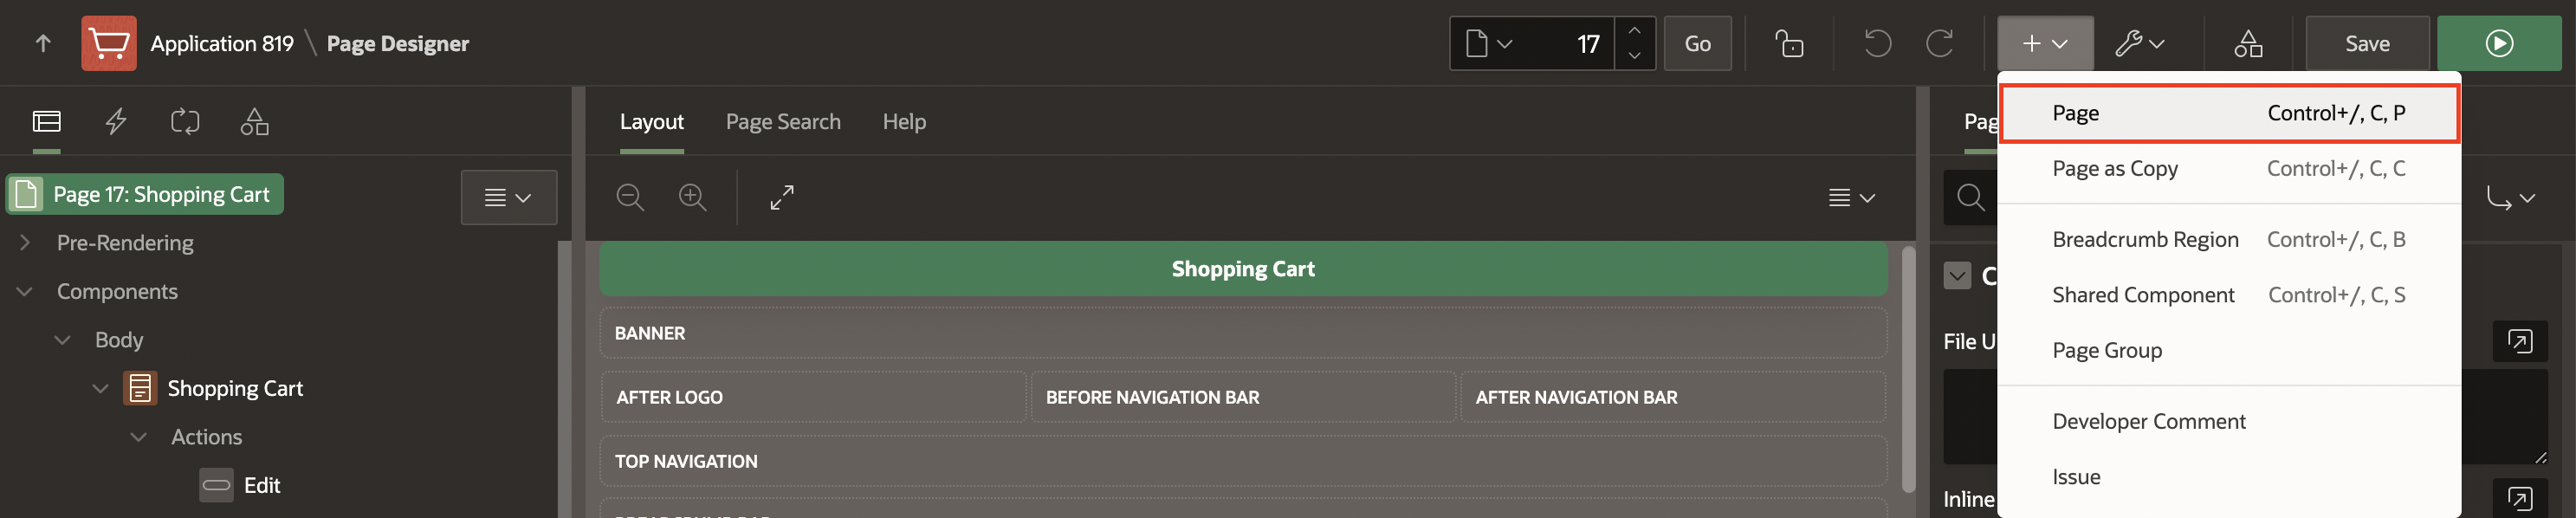 Application 819 \ Page Designer
17
Go
Save
Layout
Page Search
Help
Page 17: Shopping Cart
Pre-Rendering
Components
Body
Shopping Cart
Actions
Edit
Shopping Cart
BANNER
AFTER LOGO
BEFORE NAVIGATION BAR
AFTER NAVIGATION BAR
TOP NAVIGATION
Page Control+/, C, P
Page as Copy Control+/, C, C
Breadcrumb Region Control+/, C, B
Shared Component Control+/, C, S
Page Group
Developer Comment
Issue
File U
Inline